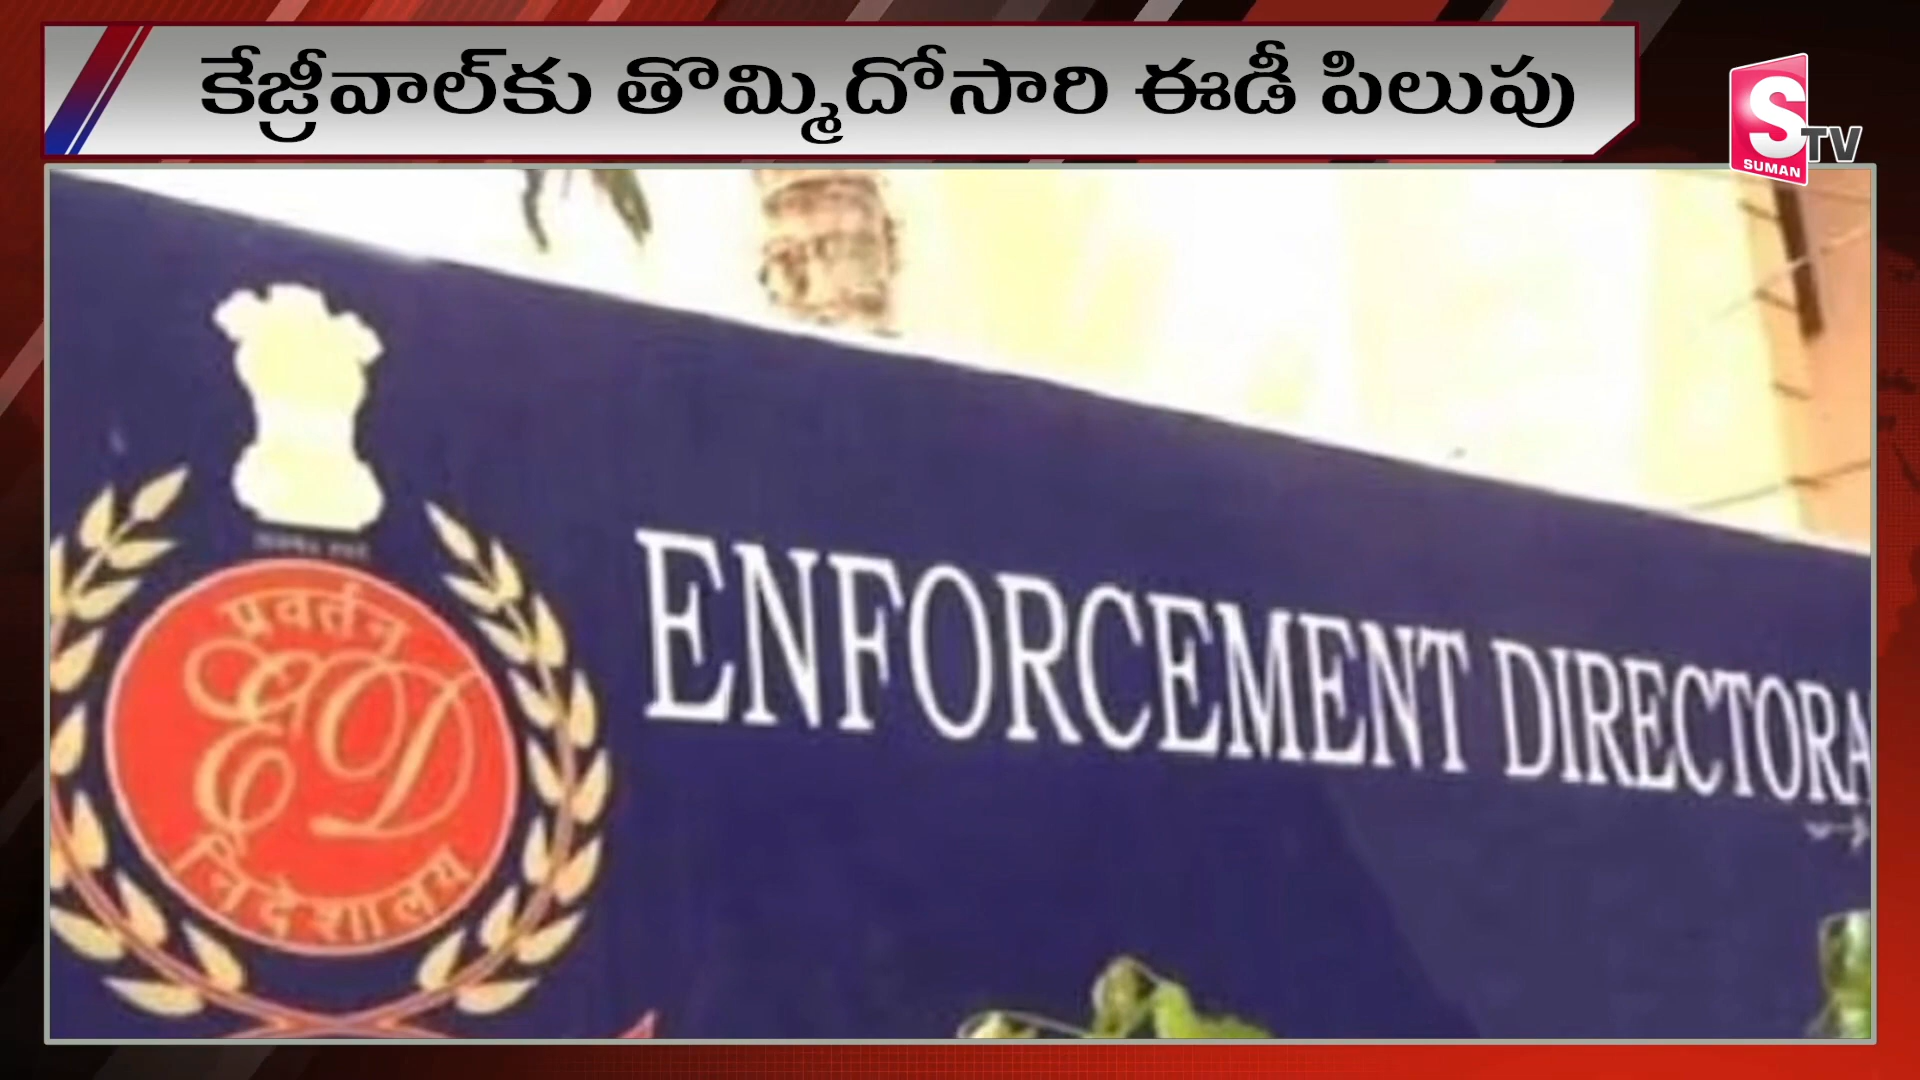 కేజ్రీవాల్‌కు తొమ్మిదోసారి ఈడీ పిలుపు
S TV
SUMAN
प्रवर्तन
ED
निदेशालय
ENFORCEMENT DIRECTORA